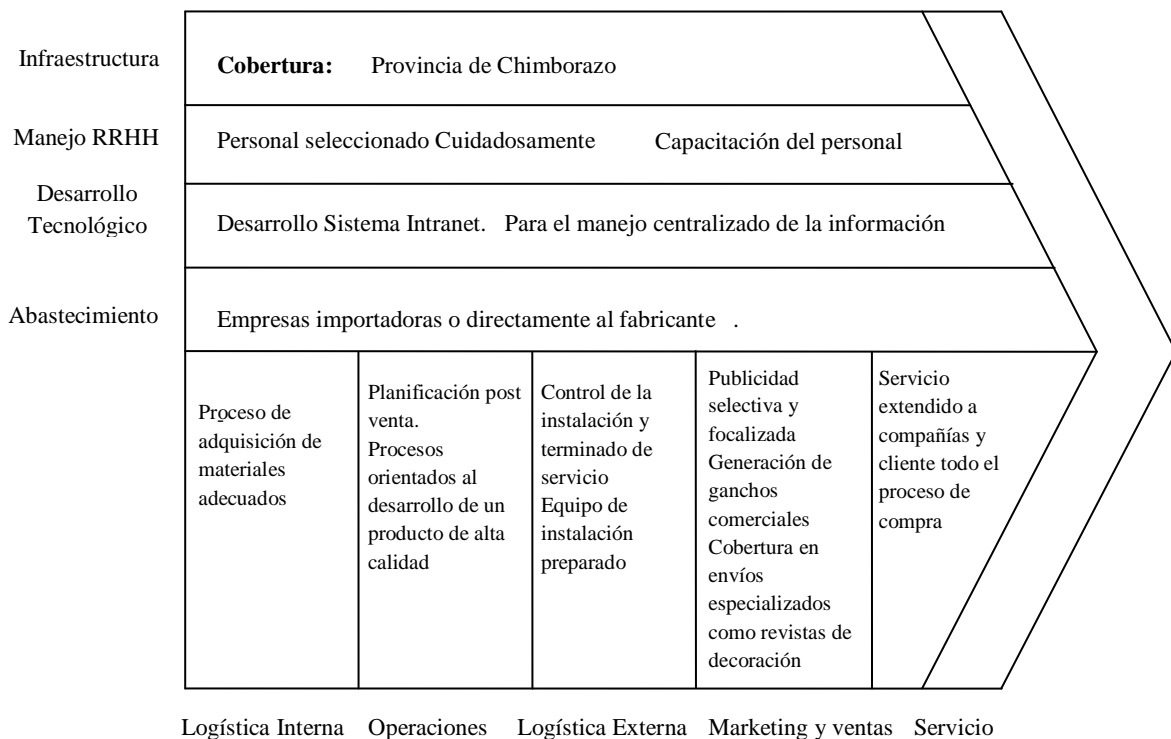 Infraestructura
Cobertura: Provincia de Chimborazo
Manejo RRHH
Personal seleccionado Cuidadosamente Capacitación del personal
Desarrollo
Tecnológico
Desarrollo Sistema Intranet. Para el manejo centralizado de la información
Abastecimiento
Empresas importadoras o directamente al fabricante .
Proceso de
adquisición de
materiales
adecuados
Planificación post
venta.
Procesos
orientados al
desarrollo de un
producto de alta
calidad
Control de la
instalación y
terminado de
servicio
Equipo de
instalación
preparado
Publicidad
selectiva y
focalizada
Generación de
ganchos
comerciales
Cobertura en
envíos
especializados
como revistas de
decoración
Servicio
extendido a
compañías y
cliente todo el
proceso de
compra
Logística Interna
Operaciones
Logística Externa
Marketing y ventas
Servicio